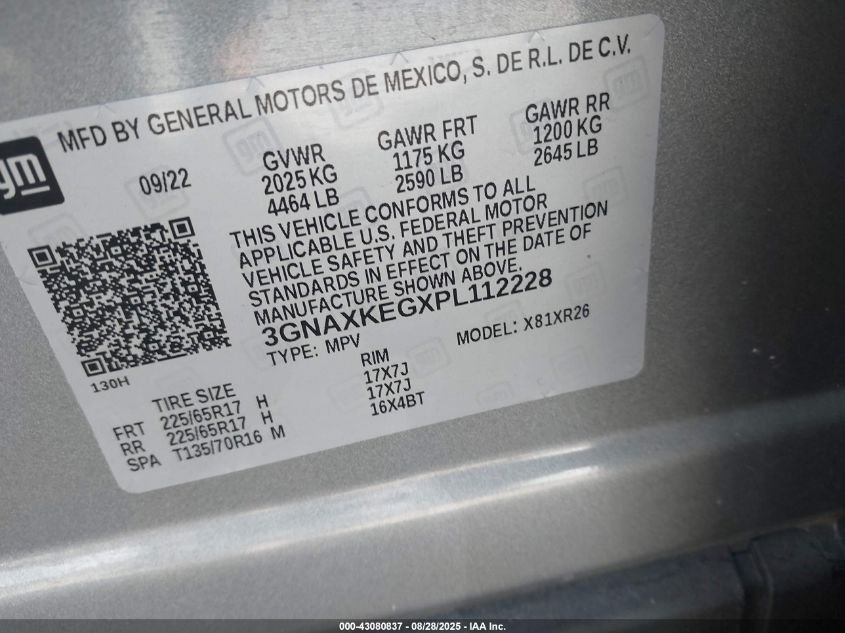 MFD BY GENERAL MOTORS DE MEXICO, S. DE R.L. DE C.V.
gm
09/22
GVWR
2025 KG
4464 LB
GAWR FRT
1175 KG
2590 LB
GAWR RR
1200 KG
2645 LB
THIS VEHICLE CONFORMS TO ALL
APPLICABLE U.S. FEDERAL MOTOR
VEHICLE SAFETY AND THEFT PREVENTION
STANDARDS IN EFFECT ON THE DATE OF
MANUFACTURE SHOWN ABOVE.
3GNAXKEGXPL112228
TYPE: MPV
MODEL: X81XR26
130H
TIRE SIZE
RIM
FRT 225/65R17 H 17X7J
RR 225/65R17 H 17X7J
SPA T135/70R16 M 16X4BT
000-43080837 - 08/28/2025 - IAA Inc.